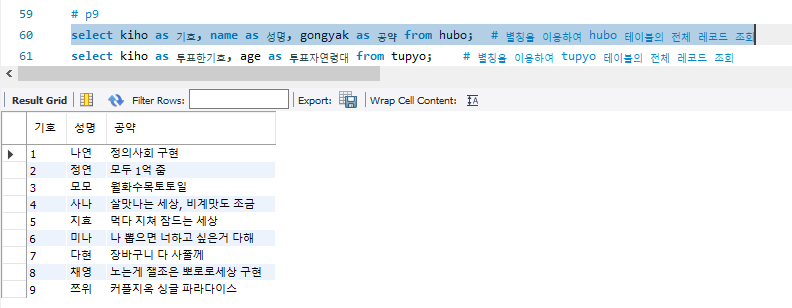 59 # p9
60 select kiho as 기호, name as 성명, gongyak as 공약 from hubo; # 별칭을 이용하여 hubo 테이블의 전체 레코드 조회
61 select kiho as 투표한기호, age as 투표자연령대 from tupyo; # 별칭을 이용하여 tupyo 테이블의 전체 레코드 조회
Result Grid Filter Rows: Export: Wrap Cell Content:
기호 성명 공약
1 나연 정의사회 구현
2 정연 모두 1억 줌
3 모모 월화수목토토일
4 사나 살맛나는 세상, 비계맛도 조금
5 지효 먹다 지쳐 잠드는 세상
6 미나 나 뽑으면 너하고 싶은거 다해
7 다현 장바구니 다 사줄께
8 채영 노는게 젤조은 뽀로로세상 구현
9 쯔위 커플지옥 싱글 파라다이스